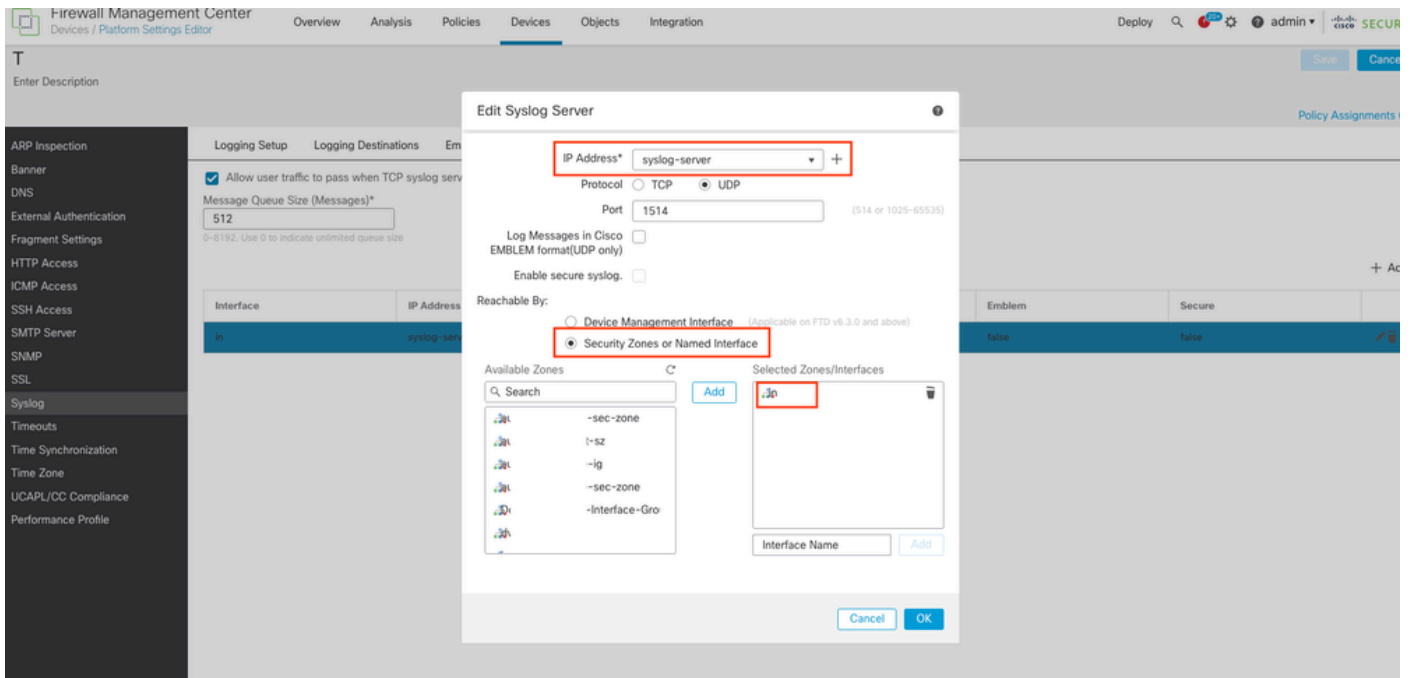 Firewall Management Center
Devices / Platform Settings Editor
Overview Analysis Policies Devices Objects Integration
Deploy 20+ admin
cisco SECUR
T
Enter Description
Save Cance
Policy Assignments
ARP Inspection
Banner
DNS
External Authentication
Fragment Settings
HTTP Access
ICMP Access
SSH Access
SMTP Server
SNMP
SSL
Syslog
Timeouts
Time Synchronization
Time Zone
UCAPL/CC Compliance
Performance Profile
Logging Setup Logging Destinations Em
Allow user traffic to pass when TCP syslog serv
Message Queue Size (Messages)*
512
0-8192. Use 0 to indicate unlimited queue size
+ Ac
Interface IP Address Emblem Secure
in syslog-serv false false
Edit Syslog Server
IP Address* syslog-server +
Protocol TCP UDP
Port 1514 (514 or 1025-65535)
Log Messages in Cisco
EMBLEM format(UDP only)
Enable secure syslog.
Reachable By:
Device Management Interface (Applicable on FTD v6.3.0 and above)
Security Zones or Named Interface
Available Zones
Search
Add
-sec-zone
-sz
-ig
-sec-zone
-Interface-Gro
Selected Zones/Interfaces
Interface Name Add
Cancel OK